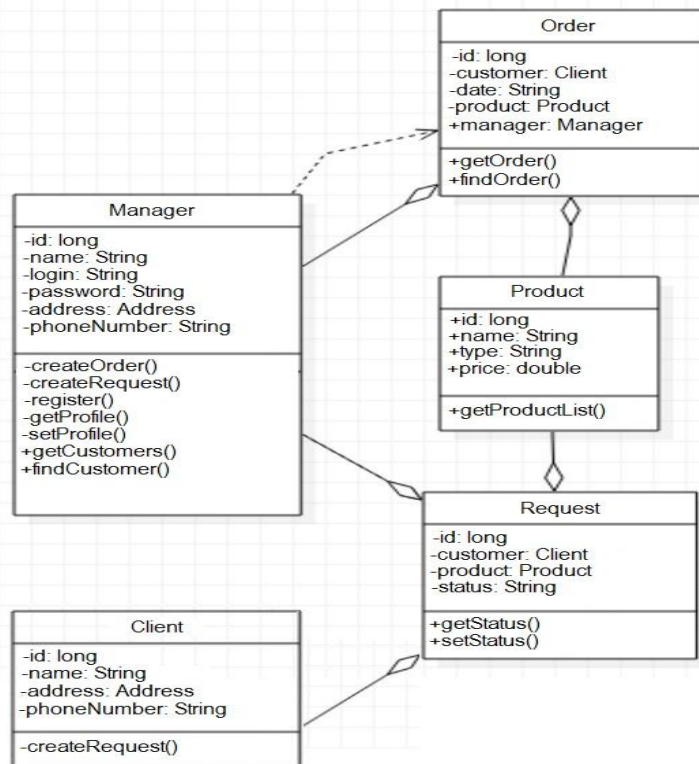 Order
-id: long
-customer: Client
-date: String
-product: Product
+manager: Manager
+getOrder()
+findOrder()
Manager
-id: long
-name: String
-login: String
-password: String
-address: Address
-phoneNumber: String
-createOrder()
-createRequest()
-register()
-getProfile()
-setProfile()
+getCustomers()
+findCustomer()
Product
+id: long
+name: String
+type: String
+price: double
+getProductList()
Request
-id: long
-customer: Client
-product: Product
-status: String
+getStatus()
+setStatus()
Client
-id: long
-name: String
-address: Address
-phoneNumber: String
-createRequest()